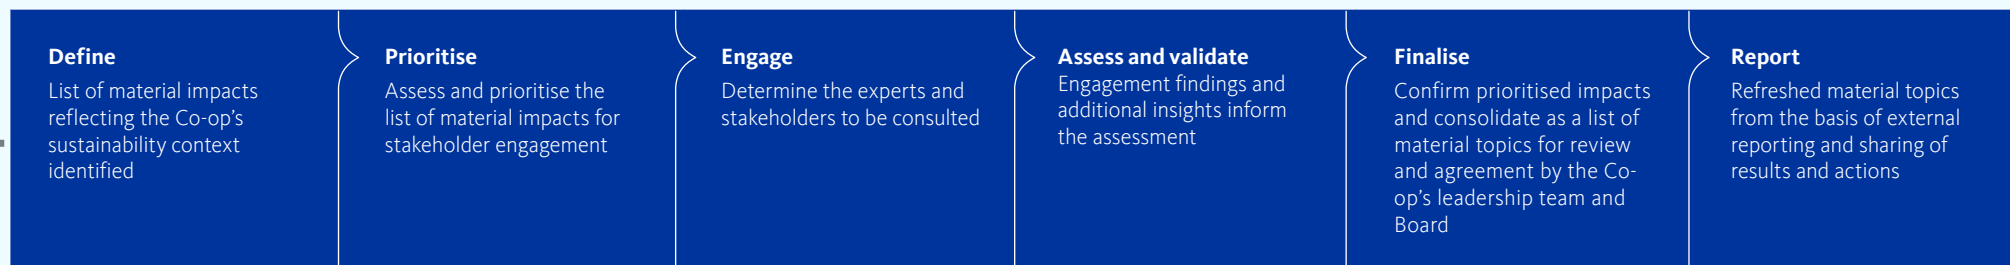 Define
List of material impacts
reflecting the Co-op's
sustainability context
identified
Prioritise
Assess and prioritise the
list of material impacts for
stakeholder engagement
Engage
Determine the experts and
stakeholders to be consulted
Assess and validate
Engagement findings and
additional insights inform
the assessment
Finalise
Confirm prioritised impacts
and consolidate as a list of
material topics for review
and agreement by the Co-
op's leadership team and
Board
Report
Refreshed material topics
from the basis of external
reporting and sharing of
results and actions